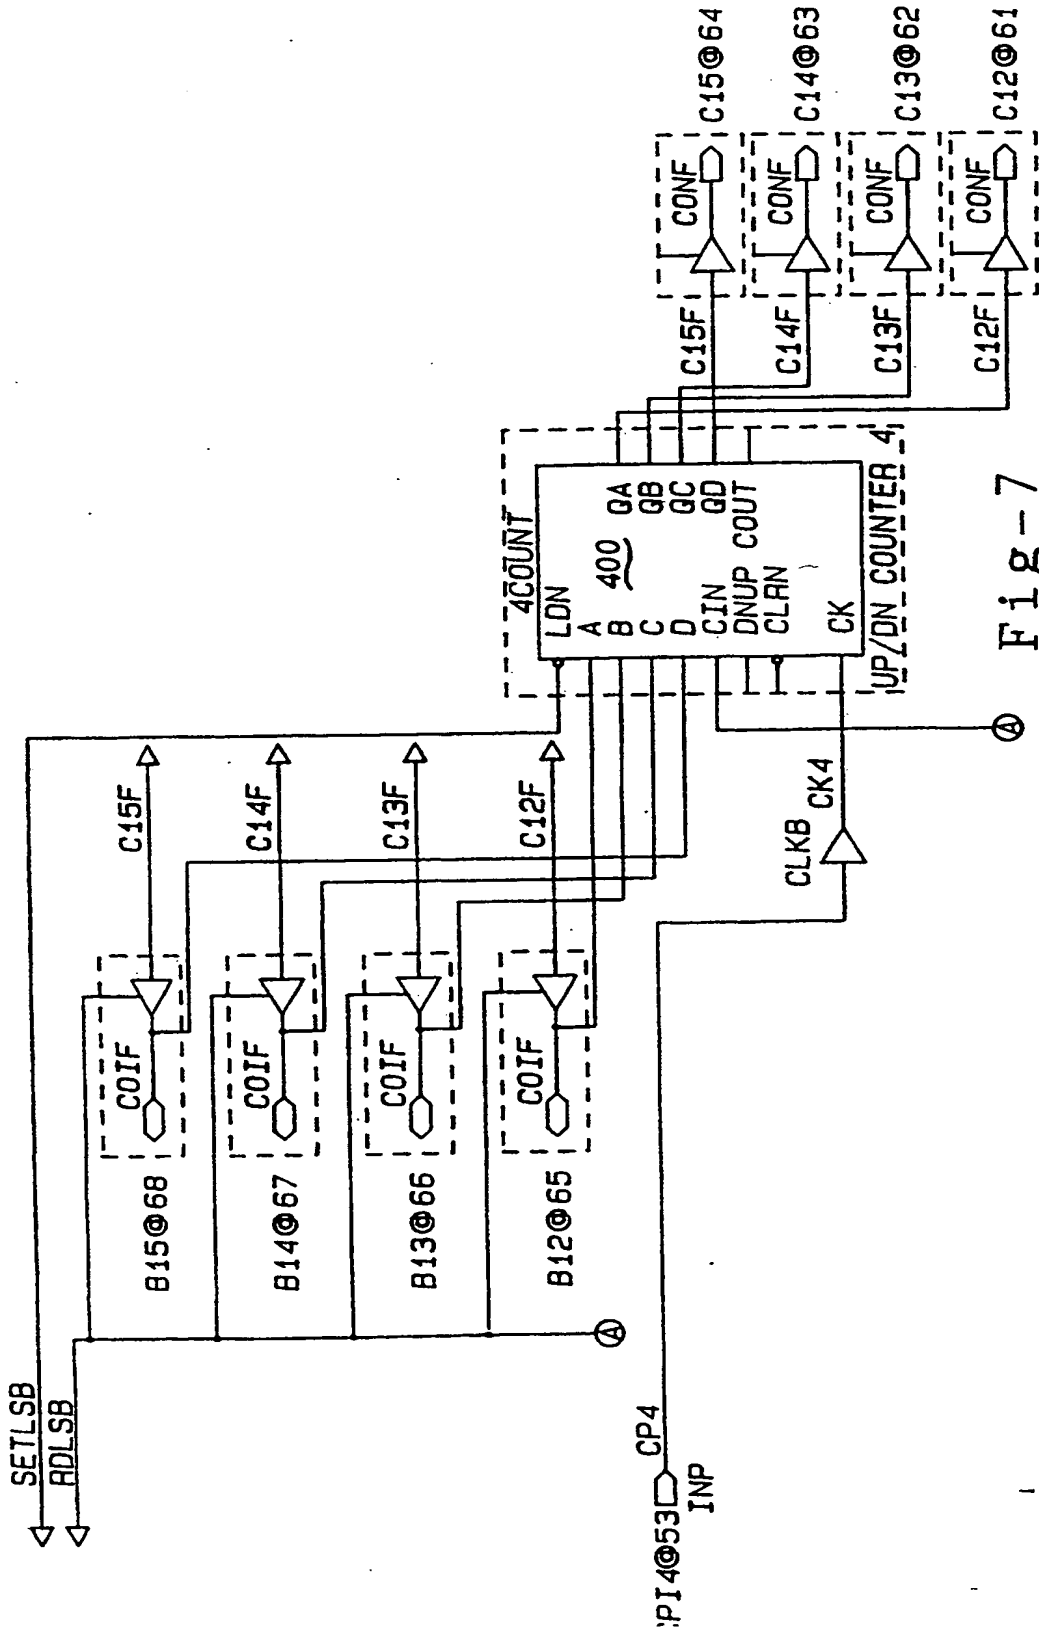 SETLSB
RDLSB
B15@68
COIF
C15F
B14@67
COIF
C14F
B13@66
COIF
C13F
B12@65
COIF
C12F
PI4@53
INP
CP4
CLKB
CK4
A
A
4COUNT
LDN
A
B
C
D
CIN
DNUP
CLRN
CK
400
QA
QB
QC
QD
COUT
UP/DN COUNTER 4
C15F
CONF
C15@64
C14F
CONF
C14@63
C13F
CONF
C13@62
C12F
CONF
C12@61
Fig-7